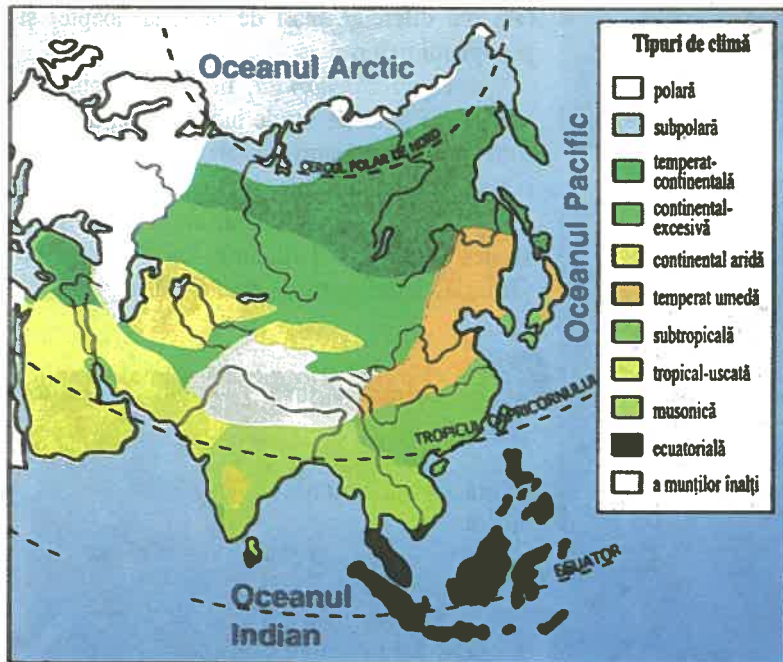 Oceanul Arctic
CERCUL POLAR DE NORD
Oceanul Pacific
TROPICUL CAPRICORNULUI
ECUATOR
Oceanul
Indian
Tipuri de climă
polară
subpolară
temperat-
continentală
continental-
excesivă
continental aridă
temperat umedă
subtropicală
tropical-uscată
musonică
ecuatorială
a munților înalți